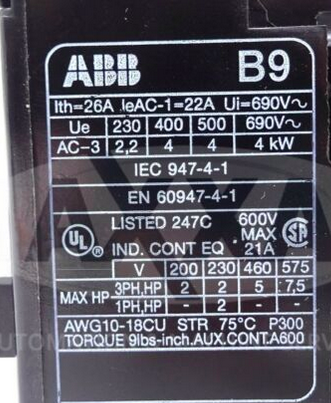 ABB B9
Ith=26A IeAC-1=22A Ui=690V~
Ue 230 400 500 690V~
AC-3 2,2 4 4 4 kW
IEC 947-4-1
EN 60947-4-1
UL LISTED 247C 600V MAX SA
IND. CONT EQ 21A
V 200 230 460 575
MAX HP 3PH,HP 2 2 5 7,5
1PH,HP - 2 - -
AWG10-18CU STR 75°C P300
TORQUE 9lbs-inch.AUX.CONT.A600